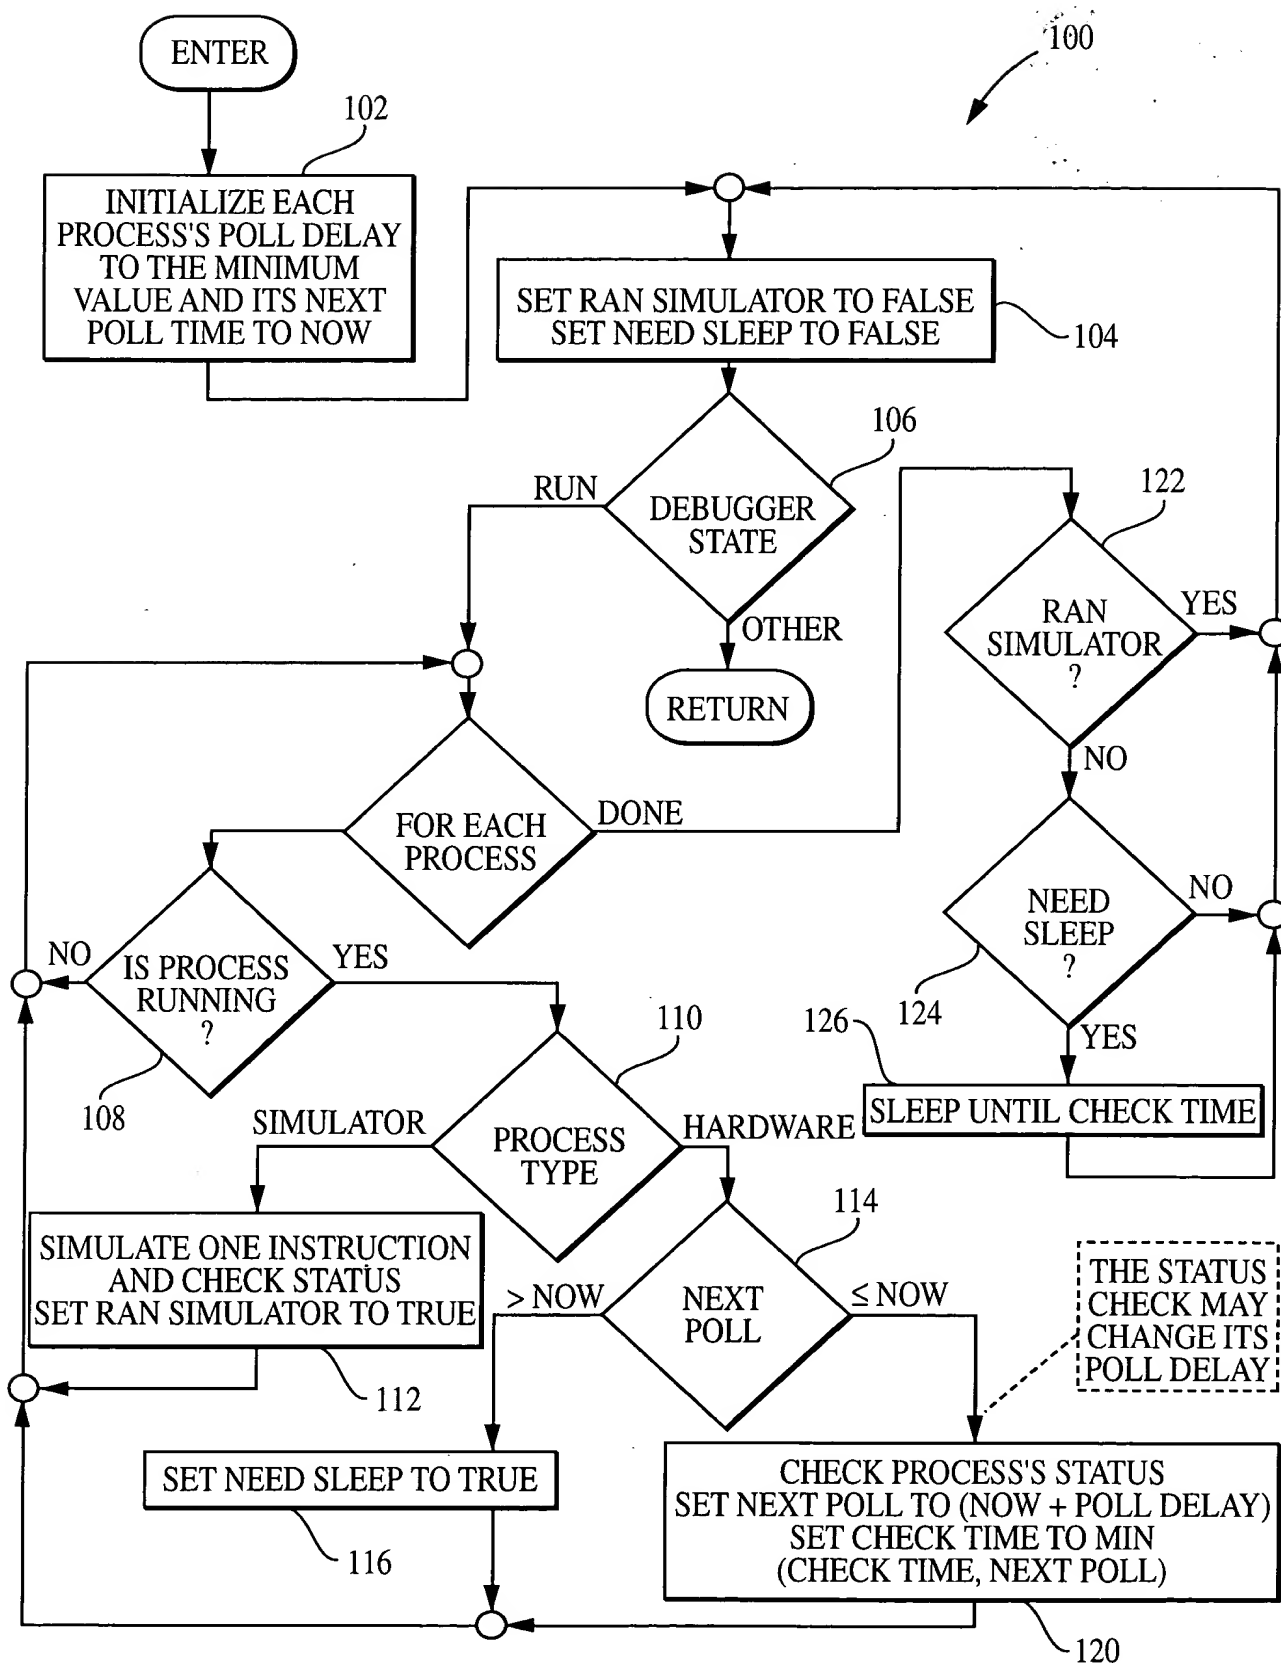 ENTER
100
102
INITIALIZE EACH
PROCESS'S POLL DELAY
TO THE MINIMUM
VALUE AND ITS NEXT
POLL TIME TO NOW
SET RAN SIMULATOR TO FALSE
SET NEED SLEEP TO FALSE
104
106
DEBUGGER
STATE
RUN
OTHER
RETURN
122
RAN
SIMULATOR
?
YES
NO
FOR EACH
PROCESS
DONE
NEED
SLEEP
?
NO
124
YES
126
SLEEP UNTIL CHECK TIME
NO
IS PROCESS
RUNNING
?
YES
108
110
PROCESS
TYPE
SIMULATOR
HARDWARE
SIMULATE ONE INSTRUCTION
AND CHECK STATUS
SET RAN SIMULATOR TO TRUE
112
114
NEXT
POLL
> NOW
≤ NOW
THE STATUS
CHECK MAY
CHANGE ITS
POLL DELAY
SET NEED SLEEP TO TRUE
116
CHECK PROCESS'S STATUS
SET NEXT POLL TO (NOW + POLL DELAY)
SET CHECK TIME TO MIN
(CHECK TIME, NEXT POLL)
120